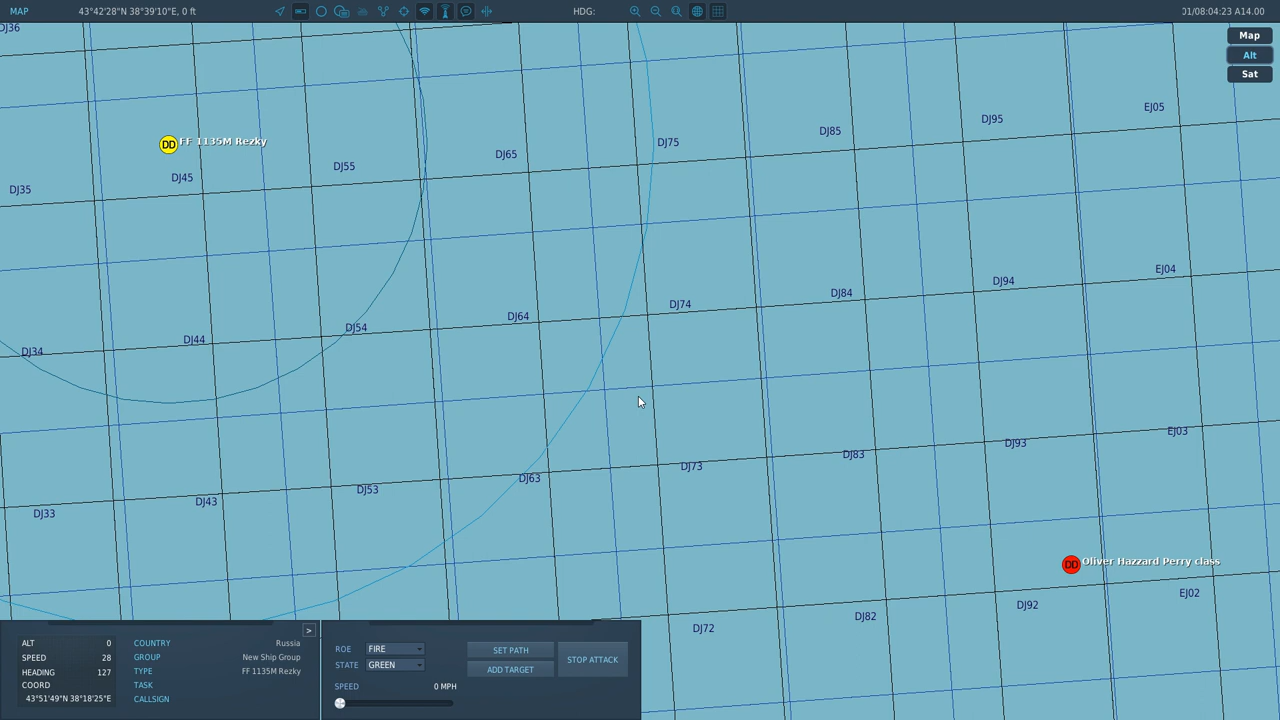 MAP
43°42'28"N 38°39'10"E, 0 ft
HDG:
01/08:04:23 A14.00
Map
Alt
Sat
DJ36
EJ05
DJ95
DJ85
DJ75
FF 1135M Rezky
DJ65
DJ55
DJ45
DJ35
EJ04
DJ94
DJ84
DJ74
DJ64
DJ54
DJ44
DJ34
EJ03
DJ93
DJ83
DJ73
DJ63
DJ53
DJ43
DJ33
DD
DD
Oliver Hazzard Perry class
EJ02
DJ92
DJ82
DJ72
>
ALT 0
SPEED 28
HEADING 127
COORD
43°51'49"N 38°18'25"E
COUNTRY Russia
GROUP New Ship Group
TYPE FF 1135M Rezky
TASK
CALLSIGN
ROE FIRE
STATE GREEN
SPEED 0 MPH
SET PATH
ADD TARGET
STOP ATTACK